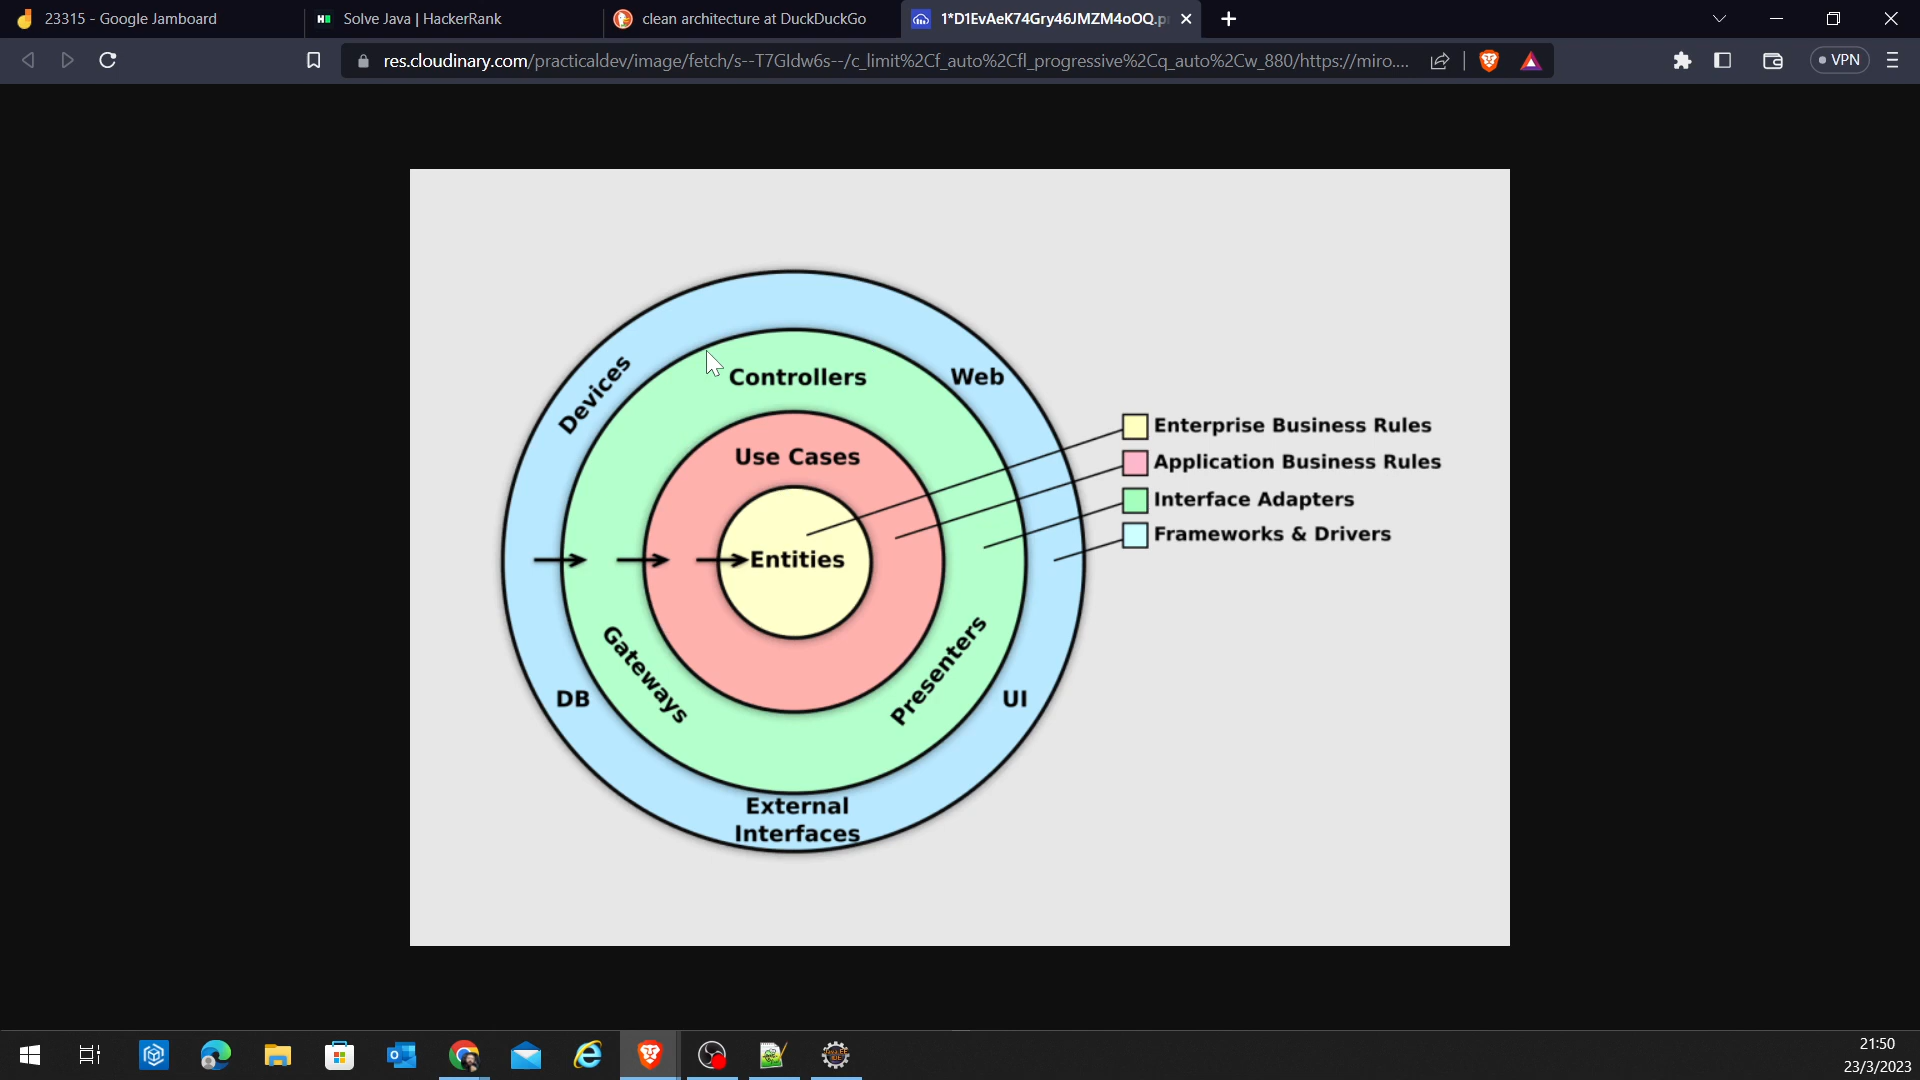 23315 - Google Jamboard
Solve Java | HackerRank
clean architecture at DuckDuckGo
1*D1EvAeK74Gry46JMZM4oOQ.p
res.cloudinary.com/practicaldev/image/fetch/s--T7GIdw6s--/c_limit%2Cf_auto%2Cfl_progressive%2Cq_auto%2Cw_880/https://miro....
VPN
Devices
Controllers
Web
Use Cases
Entities
Gateways
Presenters
DB
UI
External
Interfaces
Enterprise Business Rules
Application Business Rules
Interface Adapters
Frameworks & Drivers
21:50
23/3/2023